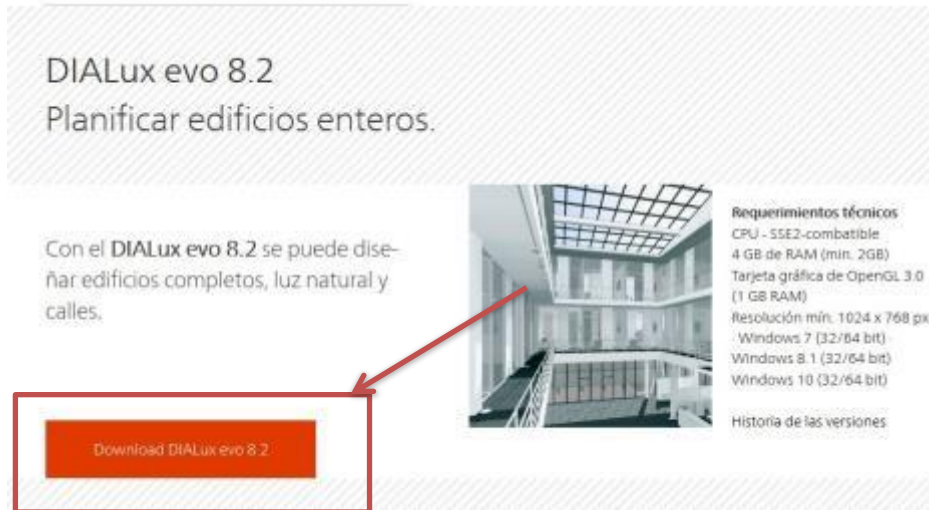 DIALux evo 8.2
Planificar edificios enteros.
Con el DIALux evo 8.2 se puede dise-
ñar edificios completos, luz natural y
calles.
Download DIALux evo 8.2
Requerimientos técnicos
CPU - SSE2-combatible
4 GB de RAM (min. 2GB)
Tarjeta gráfica de OpenGL 3.0
(1 GB RAM)
Resolución mín. 1024 x 768 px
Windows 7 (32/64 bit)
Windows 8.1 (32/64 bit)
Windows 10 (32/64 bit)
Historia de las versiones